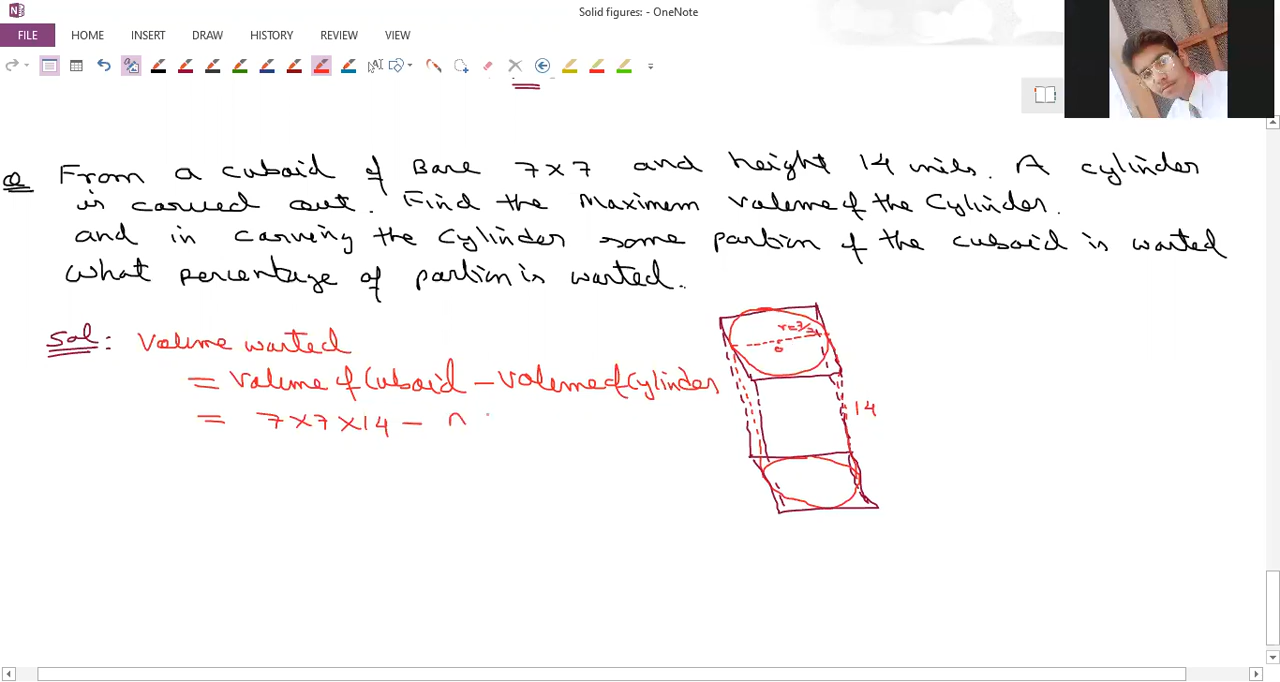 Solid figures: - OneNote
FILE HOME INSERT DRAW HISTORY REVIEW VIEW
Q From a cuboid of Base 7×7 and height 14 units. A cylinder
is carved out. Find the Maximum Volume of the Cylinder.
and in carving the cylinder some portion of the cuboid is wasted
what percentage of portion is wasted.
Sol: Volume wasted
= Volume of Cuboid - Volume of Cylinder
= 7×7×14 -
r=7/2
o
14